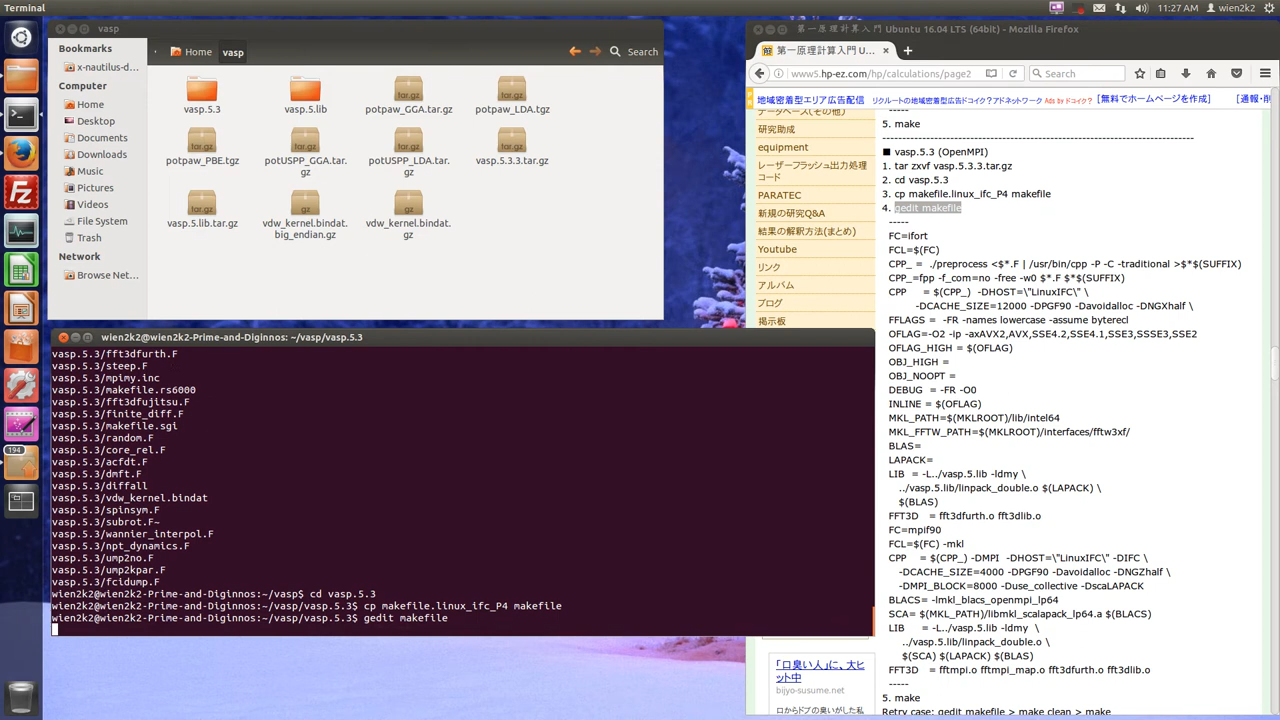 Terminal
11:27 AM
wien2k2
vasp
Bookmarks
x-nautilus-d...
Computer
Home
Desktop
Documents
Downloads
Music
Pictures
Videos
File System
Trash
Network
Browse Net...
Home
vasp
Search
vasp.5.3
vasp.5.lib
potpaw_GGA.tar.gz
potpaw_LDA.tgz
potpaw_PBE.tgz
potUSPP_GGA.tar.
gz
potUSPP_LDA.tar.
gz
vasp.5.3.3.tar.gz
vasp.5.lib.tar.gz
vdw_kernel.bindat.
big_endian.gz
vdw_kernel.bindat.
gz
194
wien2k2@wien2k2-Prime-and-Diginnos: ~/vasp/vasp.5.3
vasp.5.3/fft3dfurth.F
vasp.5.3/steep.F
vasp.5.3/mpimy.inc
vasp.5.3/makefile.rs6000
vasp.5.3/fft3dfujitsu.F
vasp.5.3/finite_diff.F
vasp.5.3/makefile.sgi
vasp.5.3/random.F
vasp.5.3/core_rel.F
vasp.5.3/acfdt.F
vasp.5.3/dmft.F
vasp.5.3/diffall
vasp.5.3/vdw_kernel.bindat
vasp.5.3/spinsym.F
vasp.5.3/subrot.F~
vasp.5.3/wannier_interpol.F
vasp.5.3/npt_dynamics.F
vasp.5.3/ump2no.F
vasp.5.3/ump2kpar.F
vasp.5.3/fcidump.F
wien2k2@wien2k2-Prime-and-Diginnos:~/vasp$ cd vasp.5.3
wien2k2@wien2k2-Prime-and-Diginnos:~/vasp/vasp.5.3$ cp makefile.linux_ifc_P4 makefile
wien2k2@wien2k2-Prime-and-Diginnos:~/vasp/vasp.5.3$ gedit makefile
第一原理計算入門 Ubuntu 16.04 LTS (64bit) - Mozilla Firefox
第一原理計算入門 U...
www5.hp-ez.com/hp/calculations/page2
Search
地域密着型エリア広告配信 リクルートの地域密着型広告ドコイク？アドネットワーク Ads by ドコイク？ [無料でホームページを作成]
データベース(その他)
研究助成
equipment
レーザーフラッシュ出力処理
コード
PARATEC
新規の研究Q&A
結果の解釈方法(まとめ)
Youtube
リンク
アルバム
ブログ
掲示板
「口臭い人」に、大ヒ
ット中
bijyo-susume.net
口からドブの臭いがした私
-----
5. make
■ vasp.5.3 (OpenMPI)
1. tar zxvf vasp.5.3.3.tar.gz
2. cd vasp.5.3
3. cp makefile.linux_ifc_P4 makefile
4. gedit makefile
-----
FC=ifort
FCL=$(FC)
CPP_ = ./preprocess <$*.F | /usr/bin/cpp -P -C -traditional >$*$(SUFFIX)
CPP_=fpp -f_com=no -free -w0 $*.F $*$(SUFFIX)
CPP = $(CPP_) -DHOST=\"LinuxIFC\" \
-DCACHE_SIZE=12000 -DPGF90 -Davoidalloc -DNGXhalf \
FFLAGS = -FR -names lowercase -assume byterecl
OFLAG=-O2 -ip -axAVX2,AVX,SSE4.2,SSE4.1,SSE3,SSSE3,SSE2
OFLAG_HIGH = $(OFLAG)
OBJ_HIGH =
OBJ_NOOPT =
DEBUG = -FR -O0
INLINE = $(OFLAG)
MKL_PATH=$(MKLROOT)/lib/intel64
MKL_FFTW_PATH=$(MKLROOT)/interfaces/fftw3xf/
BLAS=
LAPACK=
LIB = -L../vasp.5.lib -ldmy \
../vasp.5.lib/linpack_double.o $(LAPACK) \
$(BLAS)
FFT3D = fft3dfurth.o fft3dlib.o
FC=mpif90
FCL=$(FC) -mkl
CPP = $(CPP_) -DMPI -DHOST=\"LinuxIFC\" -DIFC \
-DCACHE_SIZE=4000 -DPGF90 -Davoidalloc -DNGZhalf \
-DMPI_BLOCK=8000 -Duse_collective -DscaLAPACK
BLACS = -lmkl_blacs_openmpi_lp64
SCA= $(MKL_PATH)/libmkl_scalapack_lp64.a $(BLACS)
LIB = -L../vasp.5.lib -ldmy \
../vasp.5.lib/linpack_double.o \
$(SCA) $(LAPACK) $(BLAS)
FFT3D = fftmpi.o fftmpi_map.o fft3dfurth.o fft3dlib.o
-----
5. make
Retry case: gedit makefile > make clean > make